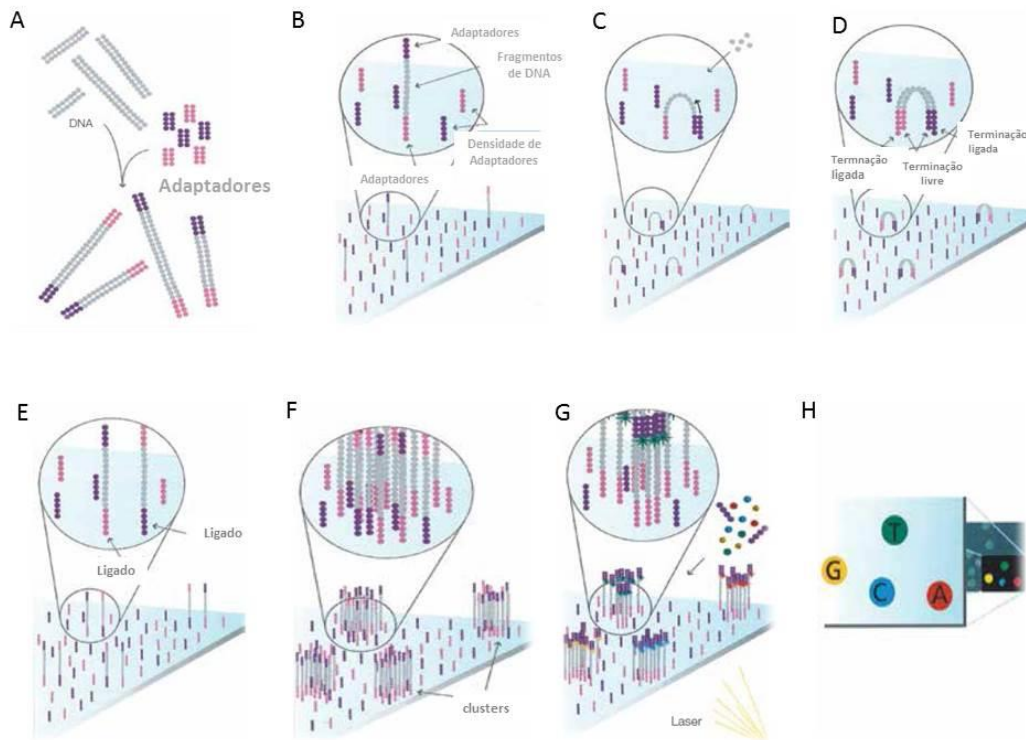 A
DNA
Adaptadores
B
Adaptadores
Fragmentos
de DNA
Densidade de
Adaptadores
Adaptadores
C
D
Terminação
ligada
Termnação
ligada
Terminação
livre
E
Ligado
Ligado
F
clusters
G
Laser
H
T
G
C
A